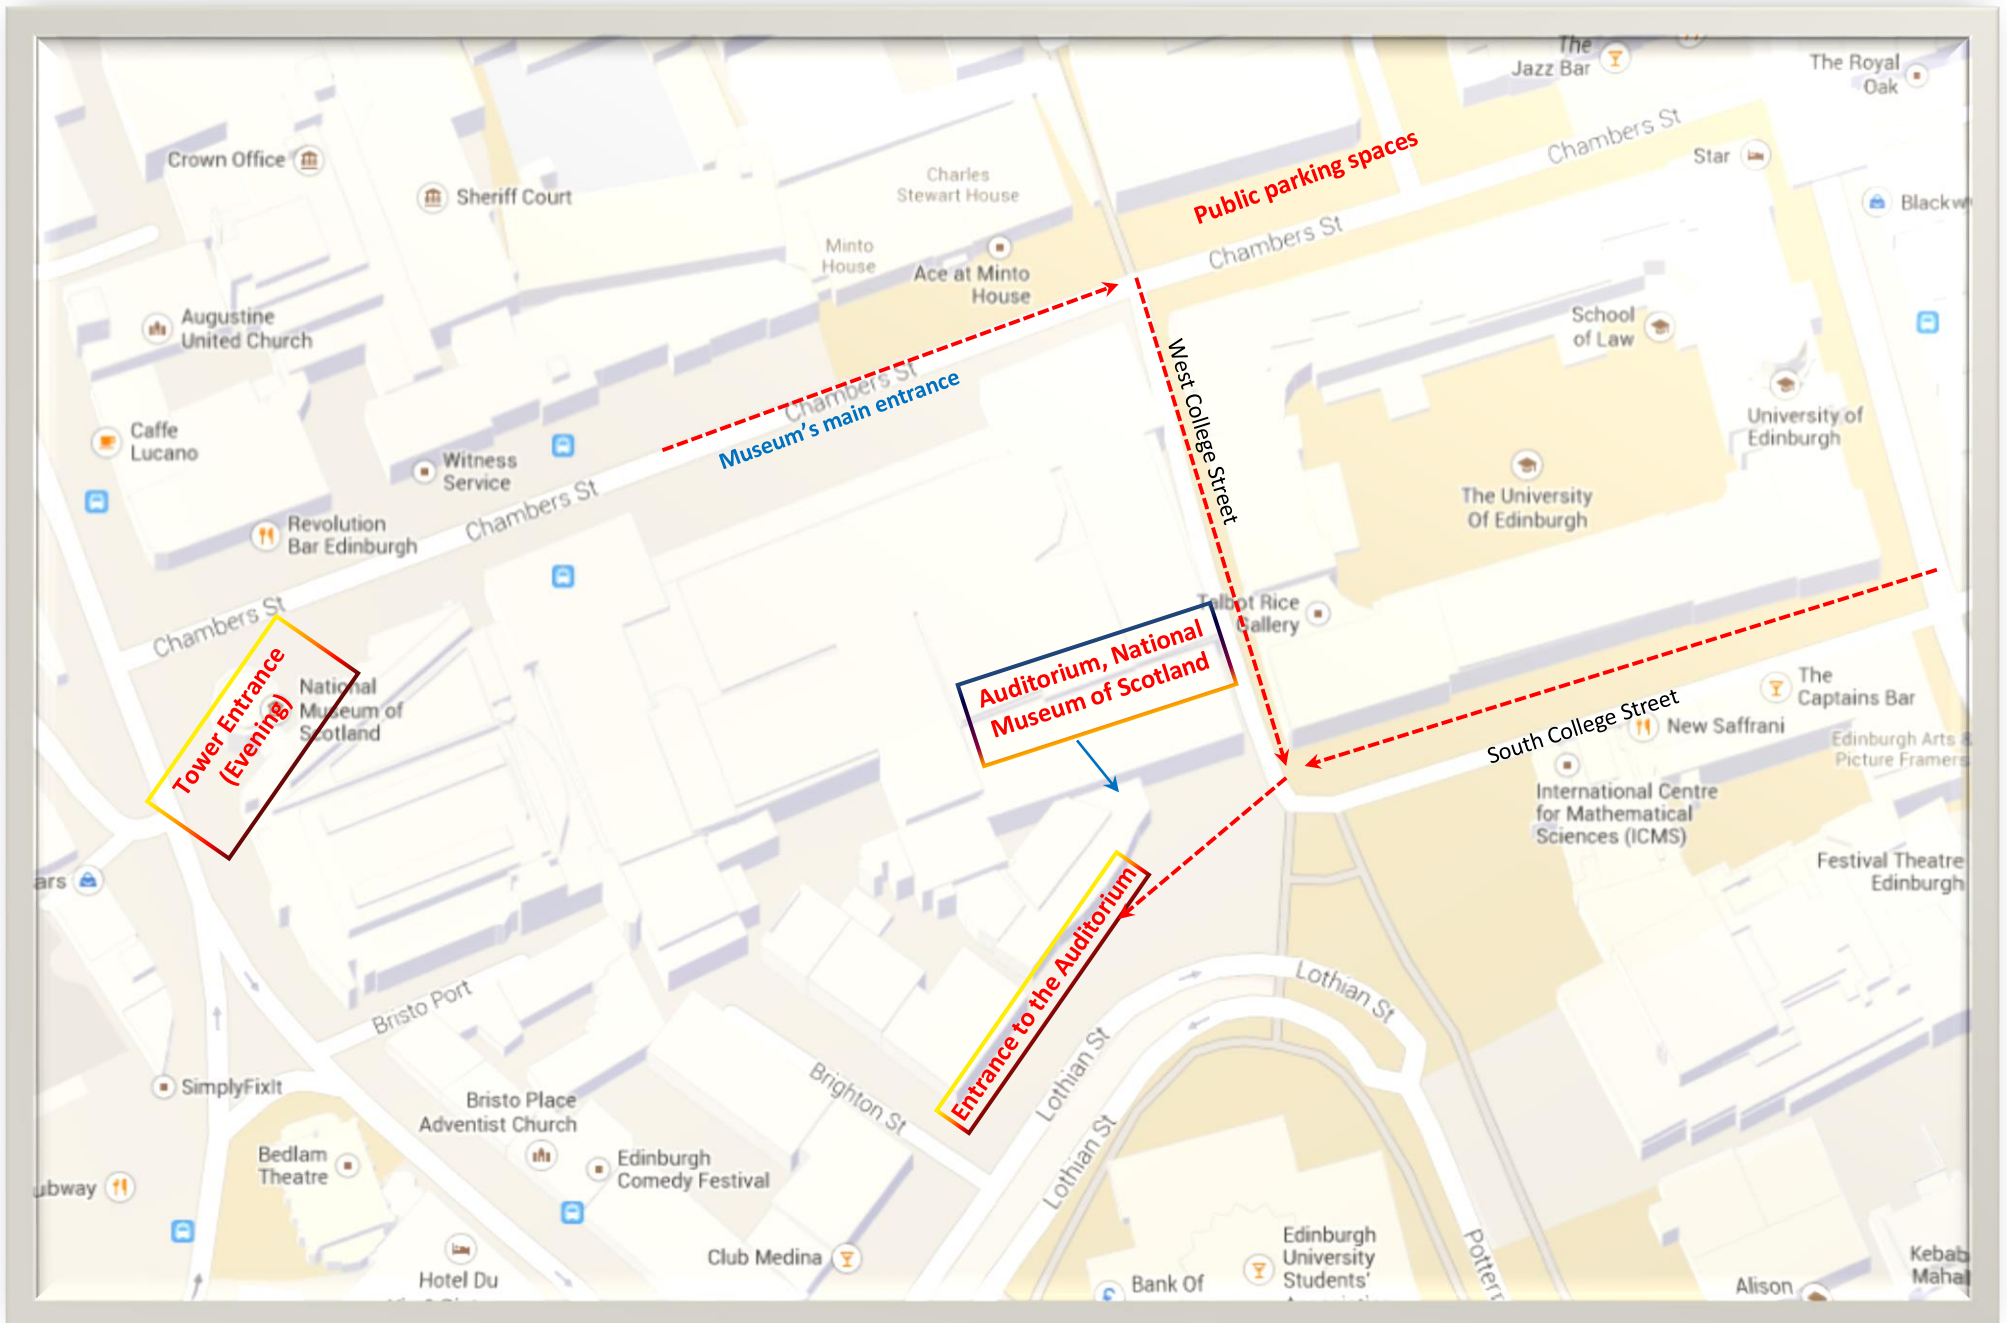 The
Jazz Bar
The Royal
Oak
Chambers St
Public parking spaces
Star
Crown Office
Sheriff Court
Charles
Stewart House
Blackw
Chambers St
Minto
House
Ace at Minto
House
Augustine
United Church
School
of Law
West College Street
Chambers St
Museum's main entrance
University of
Edinburgh
Caffe
Lucano
Witness
Service
The University
Of Edinburgh
Chambers St
Revolution
Bar Edinburgh
Chambers St
Talbot Rice
Gallery
Auditorium, National
Museum of Scotland
Tower Entrance
(Evening)
National
Museum of
Scotland
The
Captains Bar
South College Street
New Saffrani
Edinburgh Arts &
Picture Framers
International Centre
for Mathematical
Sciences (ICMS)
Festival Theatre
Edinburgh
ars
Entrance to the Auditorium
Lothian St
Bristo Port
Lothian St
SimplyFixIt
Brighton St
Bristo Place
Adventist Church
Lothian St
Bedlam
Theatre
Edinburgh
Comedy Festival
ubway
Club Medina
Edinburgh
University
Students'
Potterr
Hotel Du
Bank Of
Alison
Kebab
Mahal